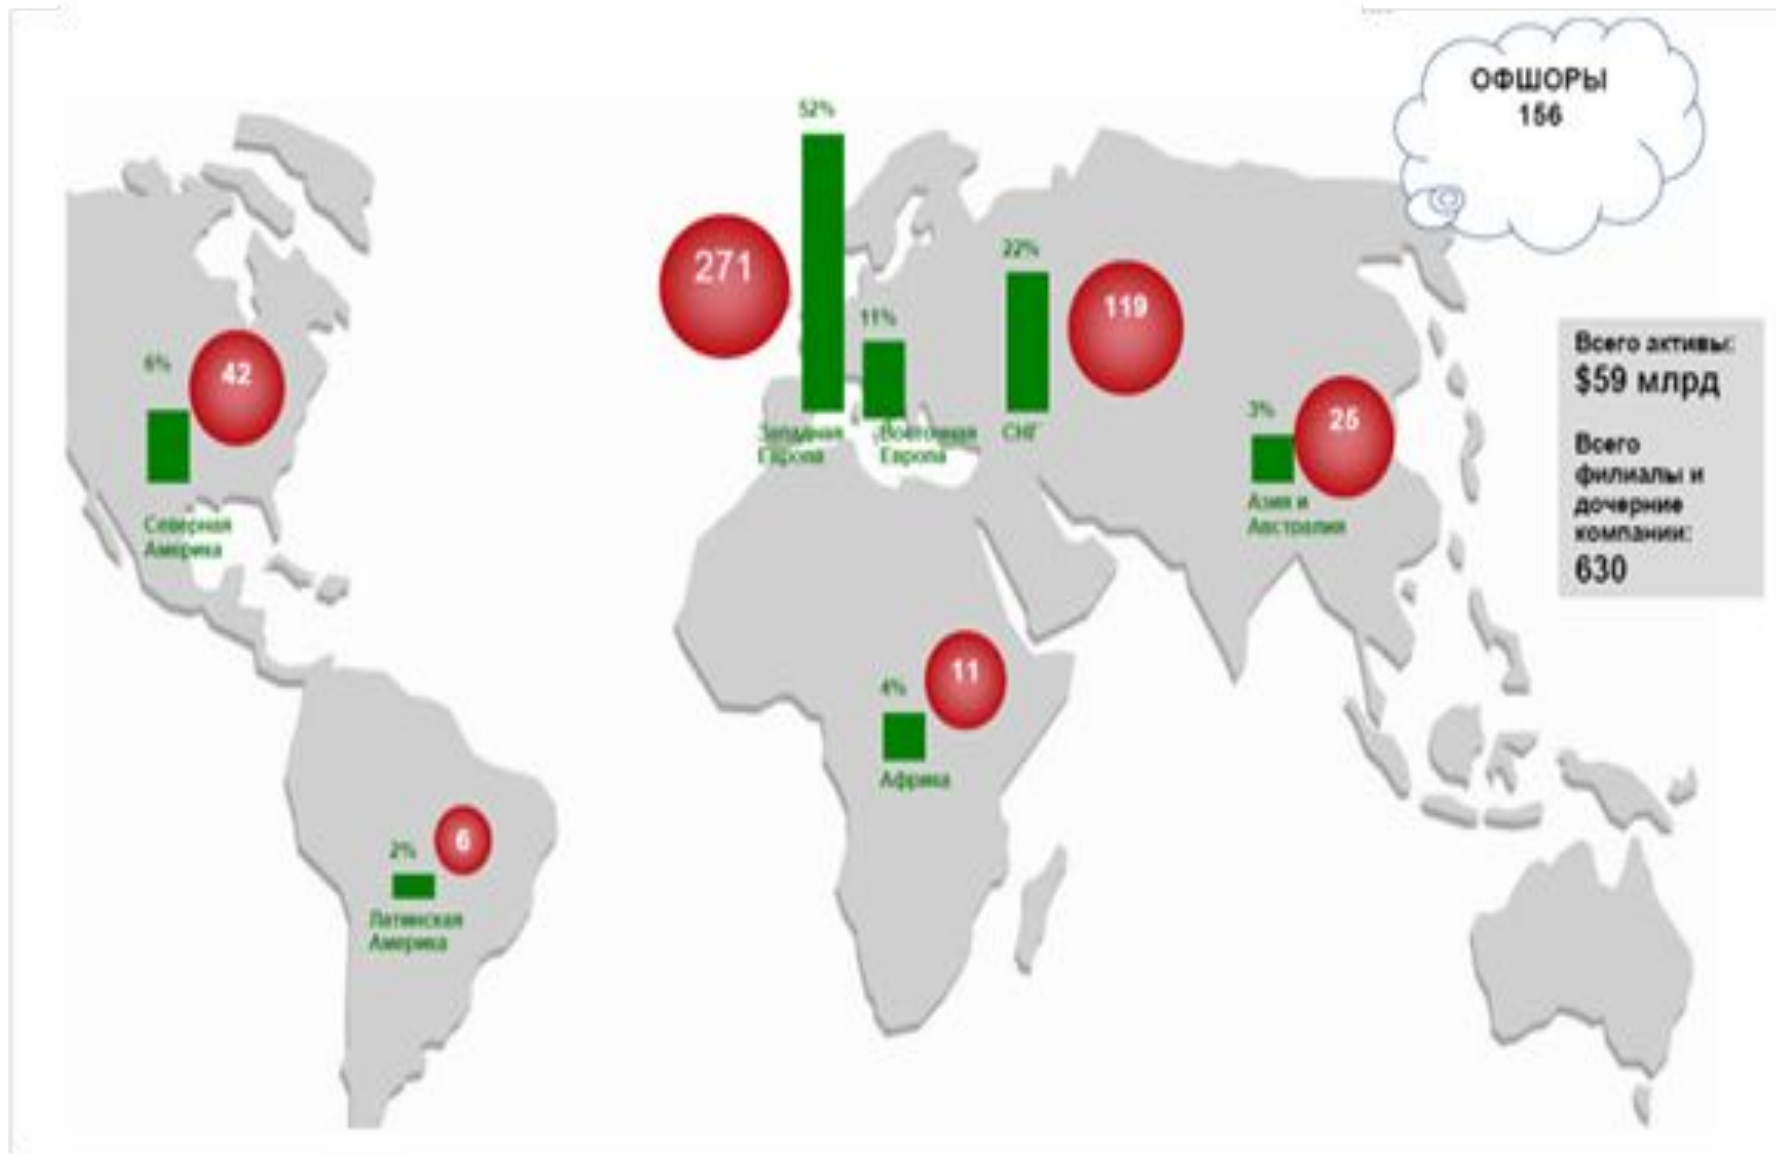 ОФШОРЫ
156
52%
271
22%
119
11%
6%
42
3%
25
Западная
Европа
Восточная
Европа
СНГ
Азия и
Австралия
Северная
Америка
Всего активы:
$59 млрд
Всего
филиалы и
дочерние
компании:
630
4%
11
Африка
2%
6
Латинская
Америка